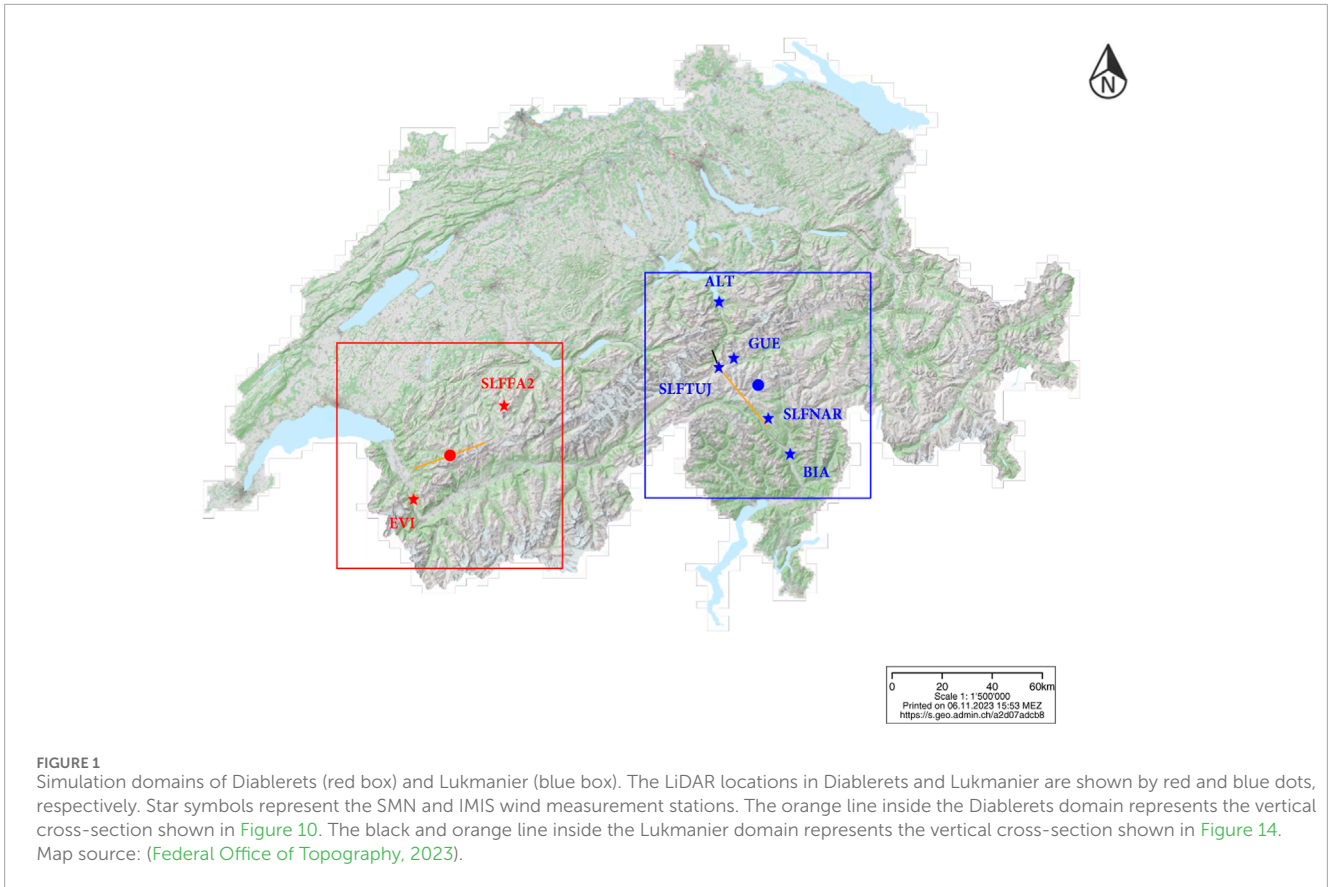 N
ALT
GUE
SLFTUJ
SLFNAR
BIA
SLFFA2
EVI
0 20 40 60km
Scale 1: 1'500'000
Printed on 06.11.2023 15:53 MEZ
https://s.geo.admin.ch/a2d07adcb8
FIGURE 1
Simulation domains of Diablerets (red box) and Lukmanier (blue box). The LiDAR locations in Diablerets and Lukmanier are shown by red and blue dots,
respectively. Star symbols represent the SMN and IMIS wind measurement stations. The orange line inside the Diablerets domain represents the vertical
cross-section shown in Figure 10. The black and orange line inside the Lukmanier domain represents the vertical cross-section shown in Figure 14.
Map source: (Federal Office of Topography, 2023).